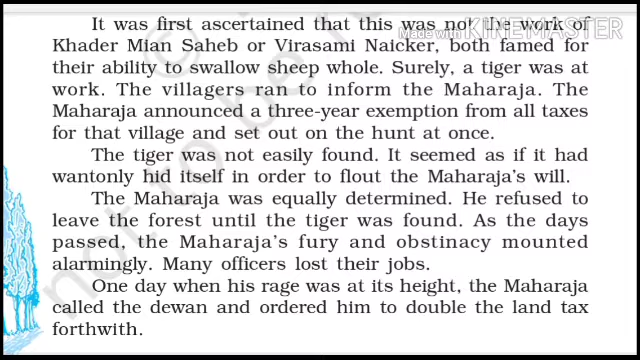 It was first ascertained that this was not the work of
Made with KINEMASTER
Khader Mian Saheb or Virasami Naicker, both famed for
their ability to swallow sheep whole. Surely, a tiger was at
work. The villagers ran to inform the Maharaja. The
Maharaja announced a three-year exemption from all taxes
for that village and set out on the hunt at once.
The tiger was not easily found. It seemed as if it had
wantonly hid itself in order to flout the Maharaja's will.
The Maharaja was equally determined. He refused to
leave the forest until the tiger was found. As the days
passed, the Maharaja's fury and obstinacy mounted
alarmingly. Many officers lost their jobs.
One day when his rage was at its height, the Maharaja
called the dewan and ordered him to double the land tax
forthwith.
© not to be